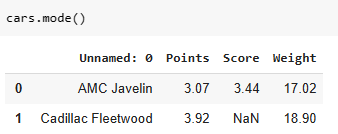 cars.mode()
Unnamed: 0 Points Score Weight
0 AMC Javelin 3.07 3.44 17.02
1 Cadillac Fleetwood 3.92 NaN 18.90